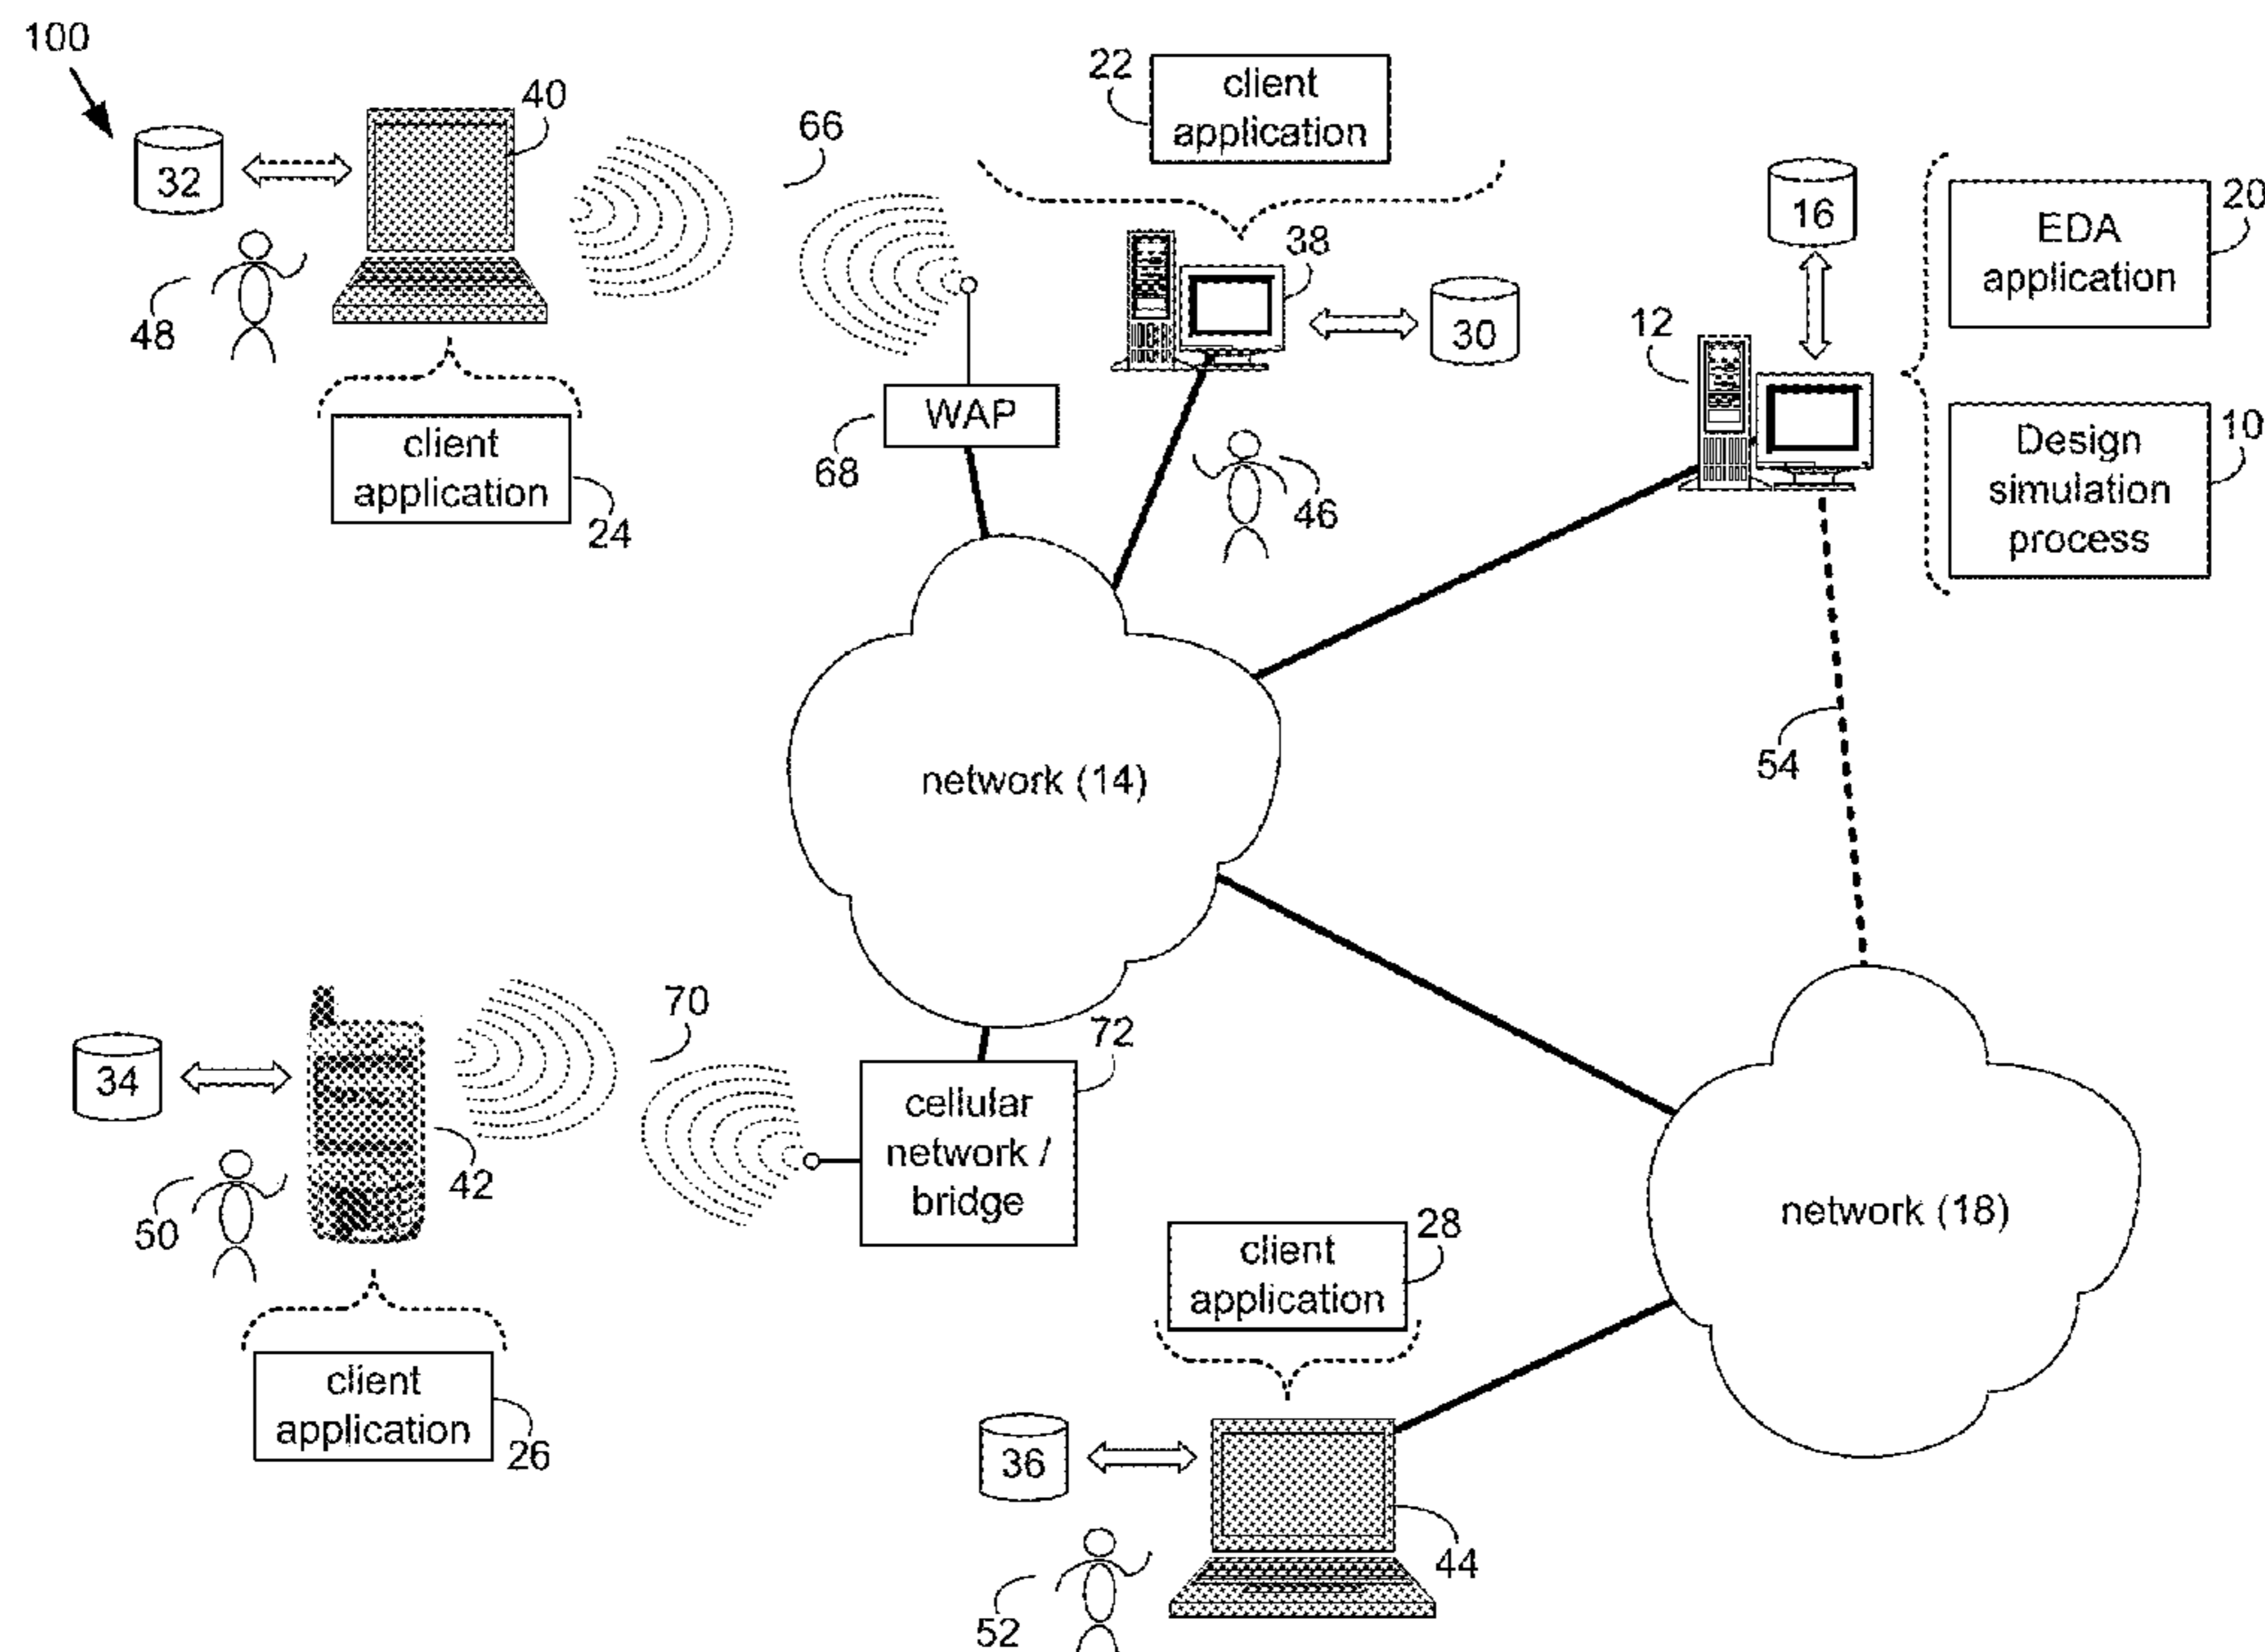 100
32
40
48
client
application
24
66
WAP
68
22
client
application
38
30
46
16
12
EDA
application
20
Design
simulation
process
10
54
network (14)
34
42
50
70
cellular
network /
bridge
72
client
application
26
client
application
28
network (18)
36
44
52